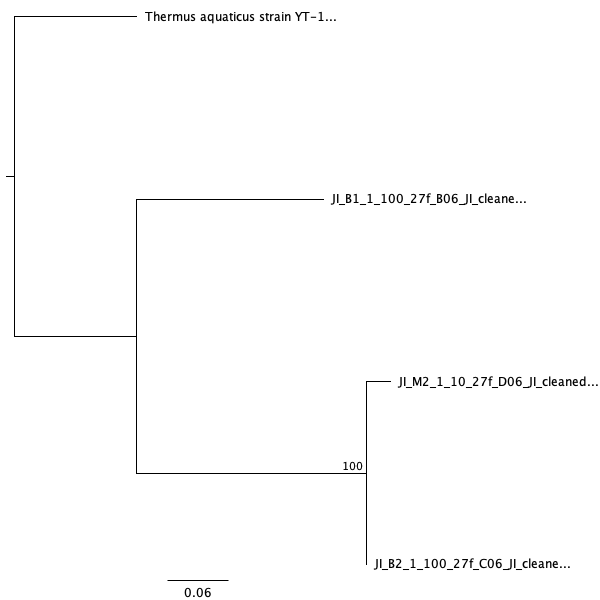 Thermus aquaticus strain YT-1...
JI_B1_1_100_27f_B06_JI_cleane...
JI_M2_1_10_27f_D06_JI_cleaned...
100
JI_B2_1_100_27f_C06_JI_cleane...
0.06